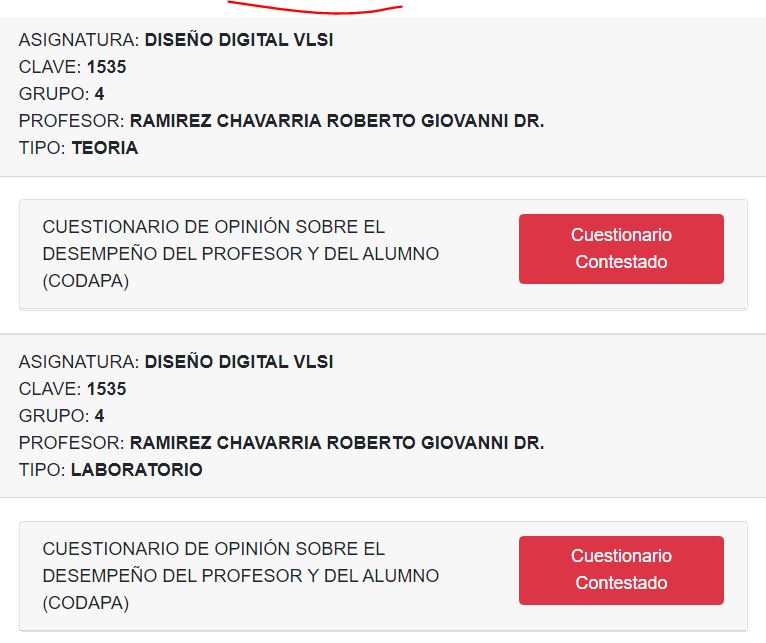 ASIGNATURA: DISEÑO DIGITAL VLSI
CLAVE: 1535
GRUPO: 4
PROFESOR: RAMIREZ CHAVARRIA ROBERTO GIOVANNI DR.
TIPO: TEORIA
CUESTIONARIO DE OPINIÓN SOBRE EL
DESEMPEÑO DEL PROFESOR Y DEL ALUMNO
(CODAPA)
Cuestionario
Contestado
ASIGNATURA: DISEÑO DIGITAL VLSI
CLAVE: 1535
GRUPO: 4
PROFESOR: RAMIREZ CHAVARRIA ROBERTO GIOVANNI DR.
TIPO: LABORATORIO
CUESTIONARIO DE OPINIÓN SOBRE EL
DESEMPEÑO DEL PROFESOR Y DEL ALUMNO
(CODAPA)
Cuestionario
Contestado